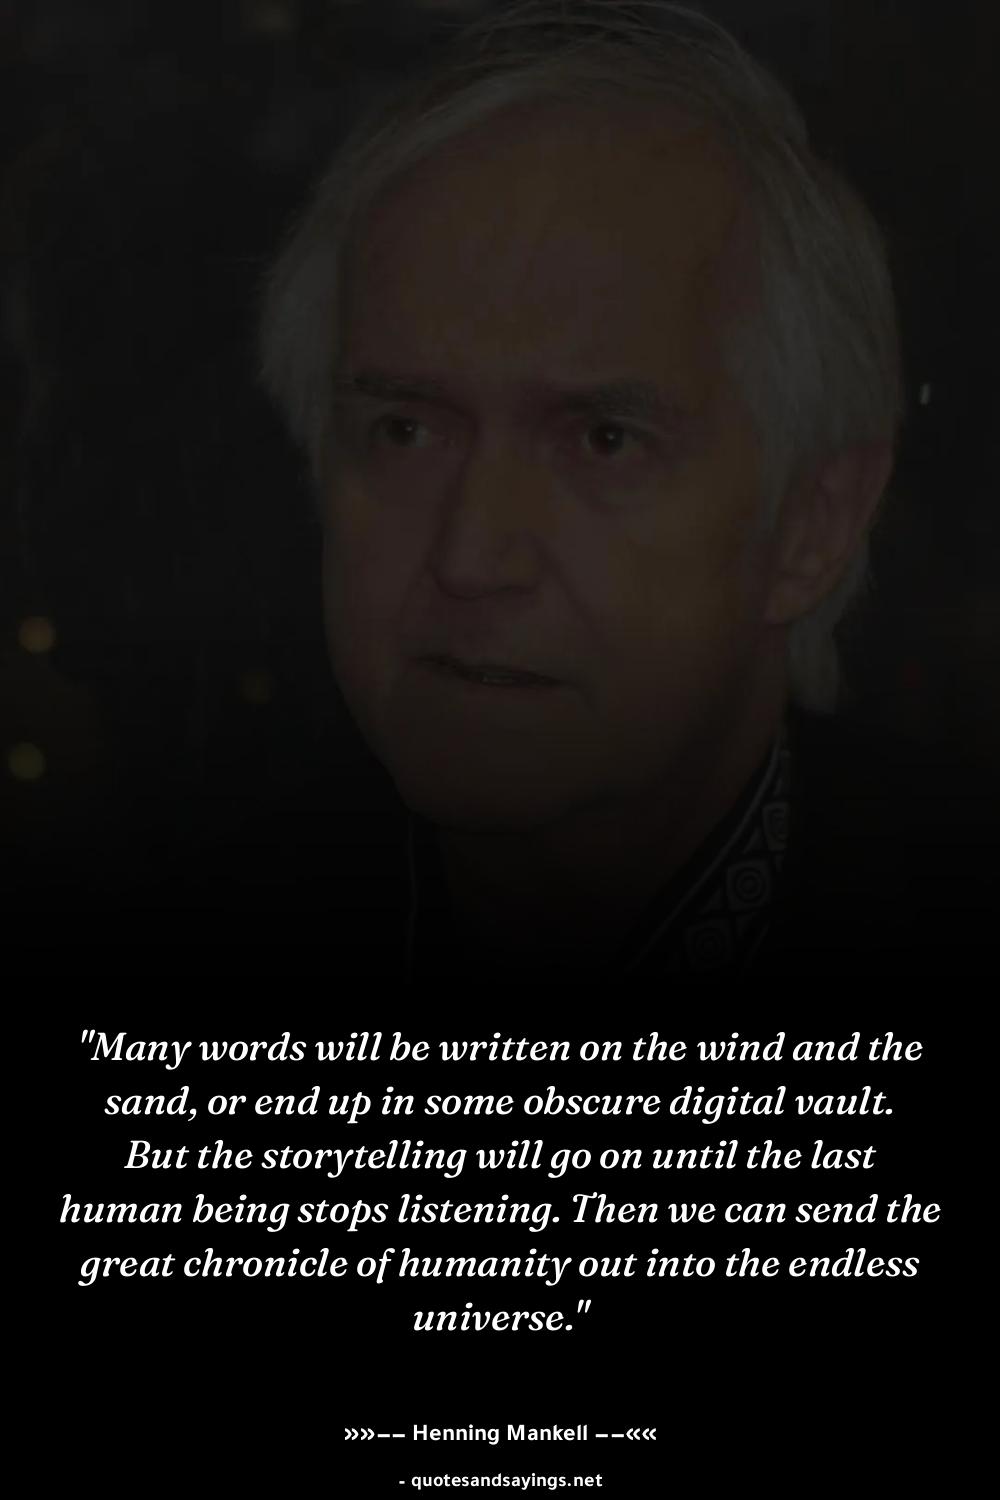 "Many words will be written on the wind and the
sand, or end up in some obscure digital vault.
But the storytelling will go on until the last
human being stops listening. Then we can send the
great chronicle of humanity out into the endless
universe."
»»–– Henning Mankell ––««
- quotesandsayings.net